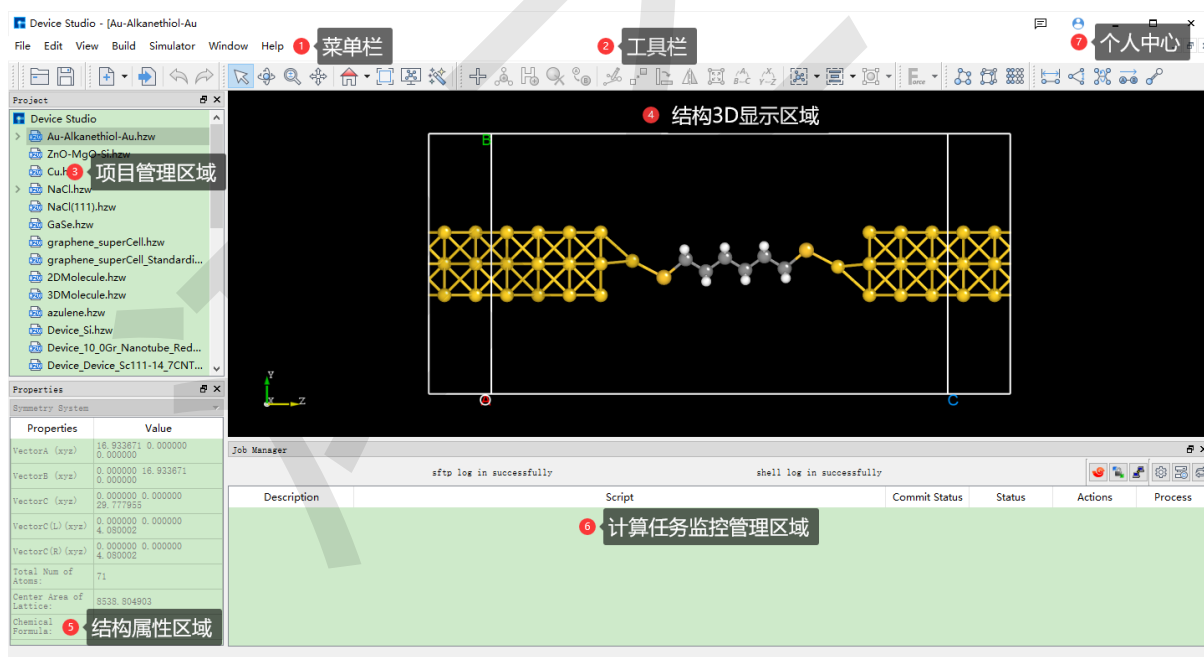 Device Studio - [Au-Alkanethiol-Au
File Edit View Build Simulator Window Help
1 菜单栏
2 工具栏
7 个人中心
Project
Device Studio
Au-Alkanethiol-Au.hzw
ZnO-MgO-Si.hzw
3 项目管理区域
NaCl.hzw
NaCl(111).hzw
GaSe.hzw
graphene_superCell.hzw
graphene_superCell_Standardi...
2DMolecule.hzw
3DMolecule.hzw
azulene.hzw
Device_Si.hzw
Device_10_0Gr_Nanotube_Red...
Device_Device_Sc111-14_7CNT...
4 结构3D显示区域
B
C
Y
X Z
Properties
Symmetry System
Properties Value
VectorA (xyz) 16.933671 0.000000
0.000000
VectorB (xyz) 0.000000 16.933671
0.000000
VectorC (xyz) 0.000000 0.000000
29.777955
VectorC(L)(xyz) 0.000000 0.000000
4.080002
VectorC(R)(xyz) 0.000000 0.000000
4.080002
Total Num of
Atoms: 71
Center Area of
Lattice: 8538.804903
Chemical
Formula:
5 结构属性区域
Job Manager
sftp log in successfully shell log in successfully
Description Script Commit Status Status Actions Process
6 计算任务监控管理区域